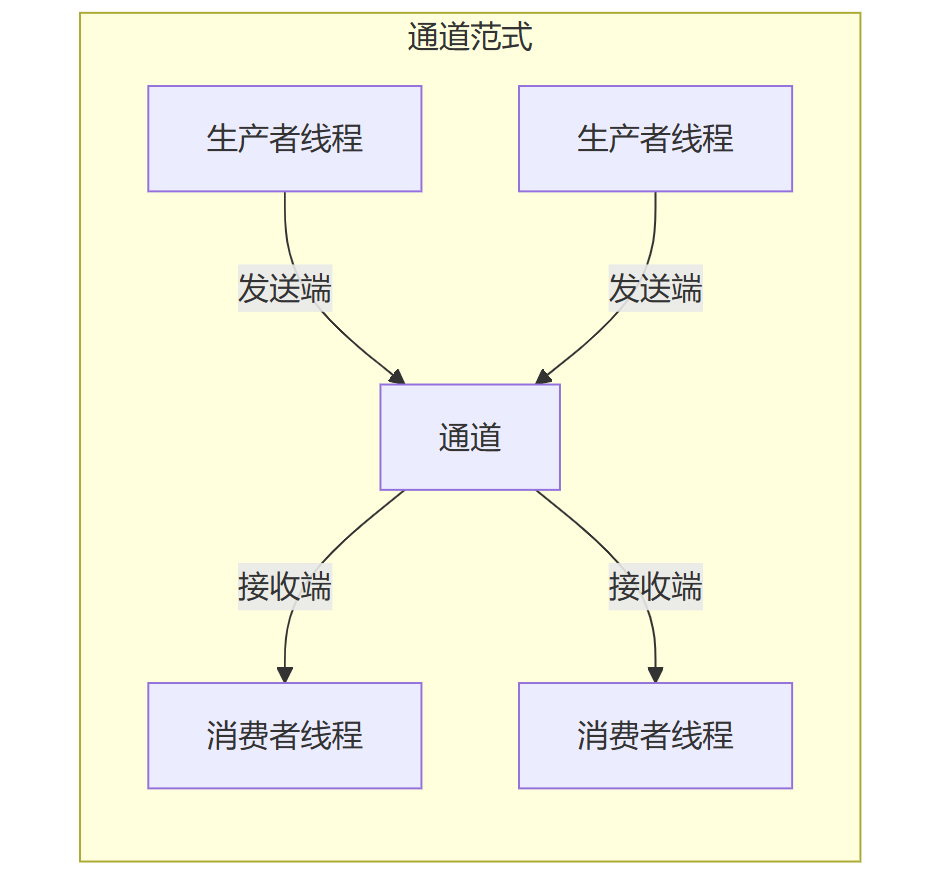 通道范式
生产者线程
生产者线程
发送端
发送端
通道
接收端
接收端
消费者线程
消费者线程